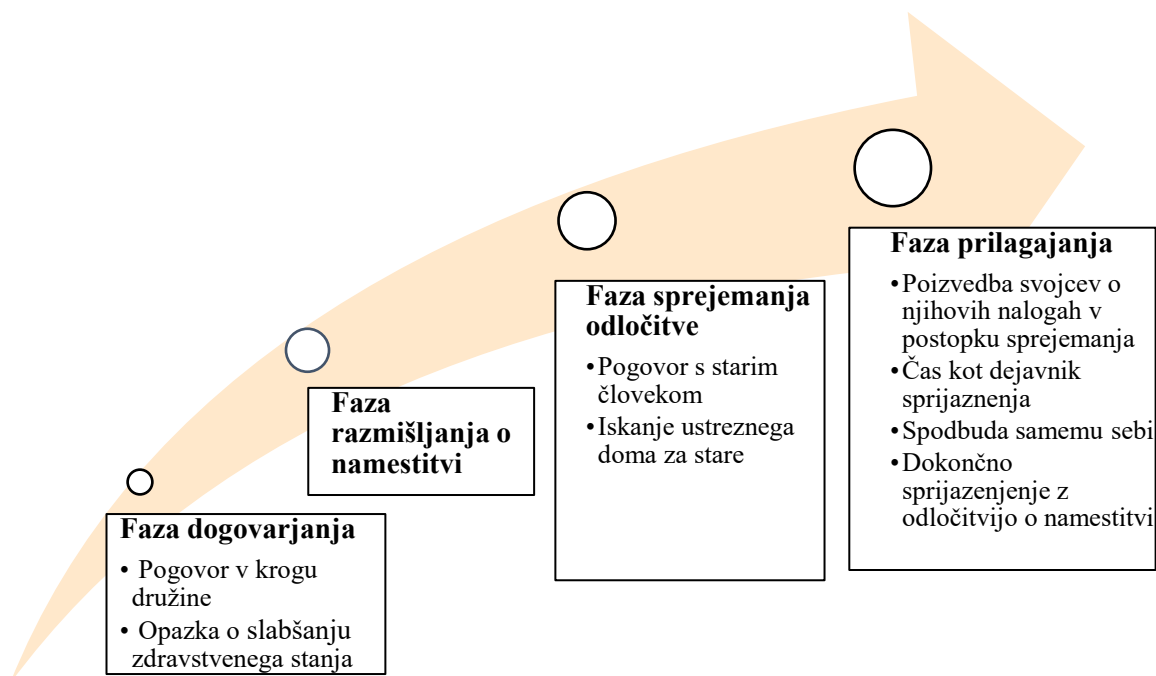 Faza dogovarjanja
• Pogovor v krogu
družine
• Opazka o slabšanju
zdravstvenega stanja
Faza
razmišljanja o
namestitvi
Faza sprejemanja
odločitve
•Pogovor s starim
človekom
•Iskanje ustreznega
doma za stare
Faza prilagajanja
•Poizvedba svojcev o
njihovih nalogah v
postopku sprejemanja
•Čas kot dejavnik
sprijaznenja
•Spodbuda samemu sebi
•Dokončno
sprijazenjenje z
odločitvijo o namestitvi